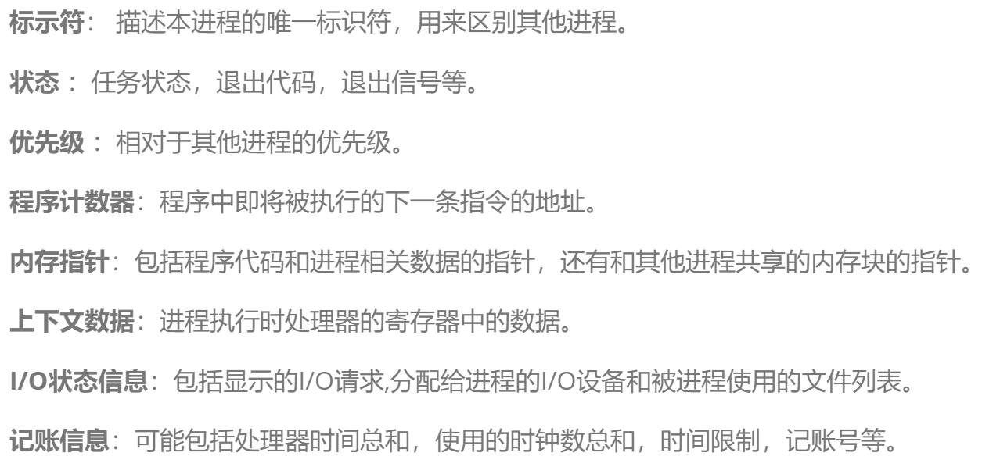 标示符： 描述本进程的唯一标识符，用来区别其他进程。
状态 ：任务状态，退出代码，退出信号等。
优先级 ：相对于其他进程的优先级。
程序计数器：程序中即将被执行的下一条指令的地址。
内存指针：包括程序代码和进程相关数据的指针，还有和其他进程共享的内存块的指针。
上下文数据：进程执行时处理器的寄存器中的数据。
I/O状态信息：包括显示的I/O请求,分配给进程的I/O设备和被进程使用的文件列表。
记账信息：可能包括处理器时间总和，使用的时钟数总和，时间限制，记账号等。